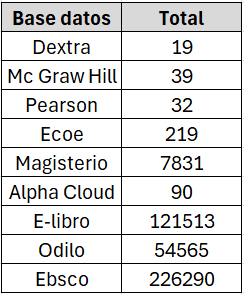 Base datos Total
Dextra 19
Mc Graw Hill 39
Pearson 32
Ecoe 219
Magisterio 7831
Alpha Cloud 90
E-libro 121513
Odilo 54565
Ebsco 226290